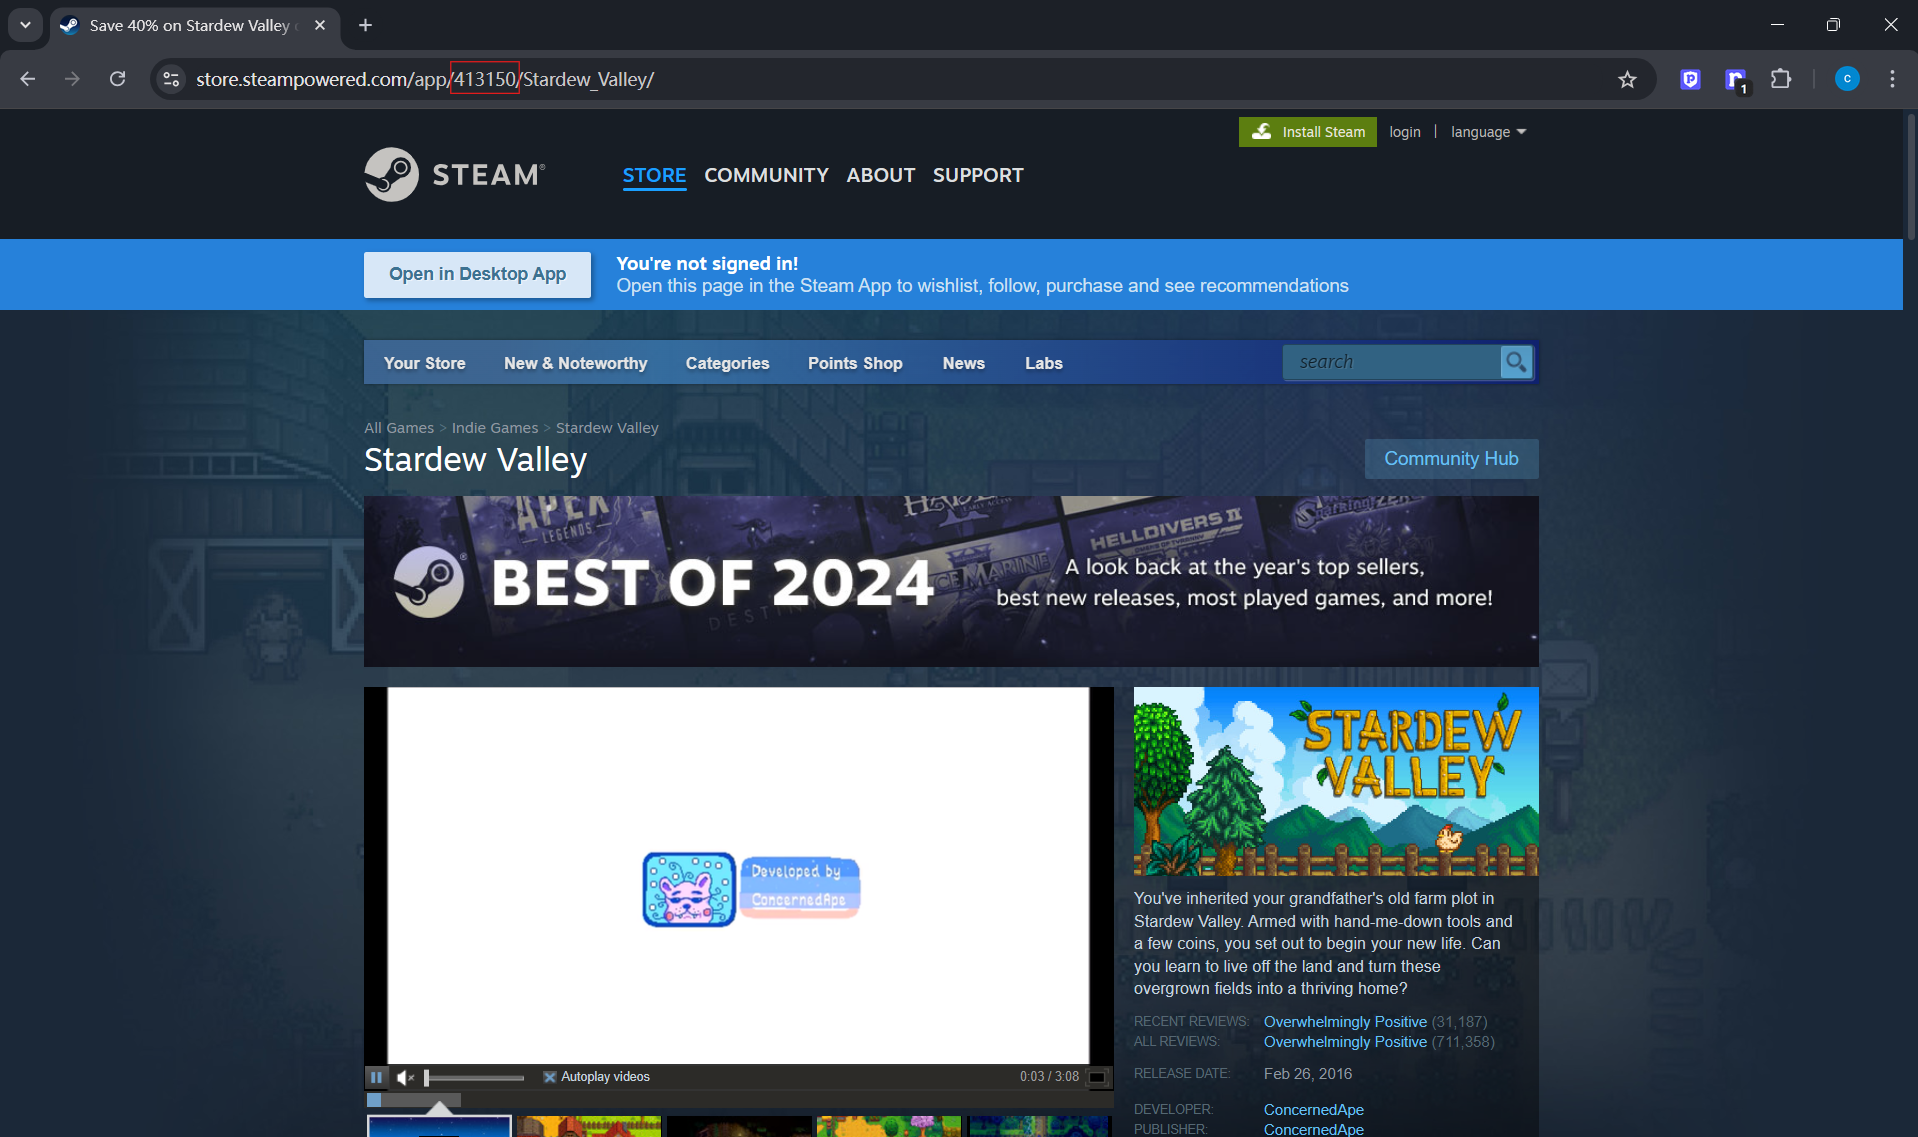 Save 40% on Stardew Valley
store.steampowered.com/app/413150/Stardew_Valley/
1
c
Install Steam
login
language
STEAM®
STORE
COMMUNITY
ABOUT
SUPPORT
Open in Desktop App
You're not signed in!
Open this page in the Steam App to wishlist, follow, purchase and see recommendations
Your Store
New & Noteworthy
Categories
Points Shop
News
Labs
search
All Games > Indie Games > Stardew Valley
Stardew Valley
Community Hub
APEX
LEGENDS
HELLDIVERS II
BEST OF 2024
A look back at the year's top sellers,
best new releases, most played games, and more!
STARDEW
VALLEY
Developed by
ConcernedApe
You've inherited your grandfather's old farm plot in
Stardew Valley. Armed with hand-me-down tools and
a few coins, you set out to begin your new life. Can
you learn to live off the land and turn these
overgrown fields into a thriving home?
RECENT REVIEWS: Overwhelmingly Positive (31,187)
ALL REVIEWS: Overwhelmingly Positive (711,358)
RELEASE DATE: Feb 26, 2016
DEVELOPER: ConcernedApe
PUBLISHER: ConcernedApe
Autoplay videos
0:03 / 3:08